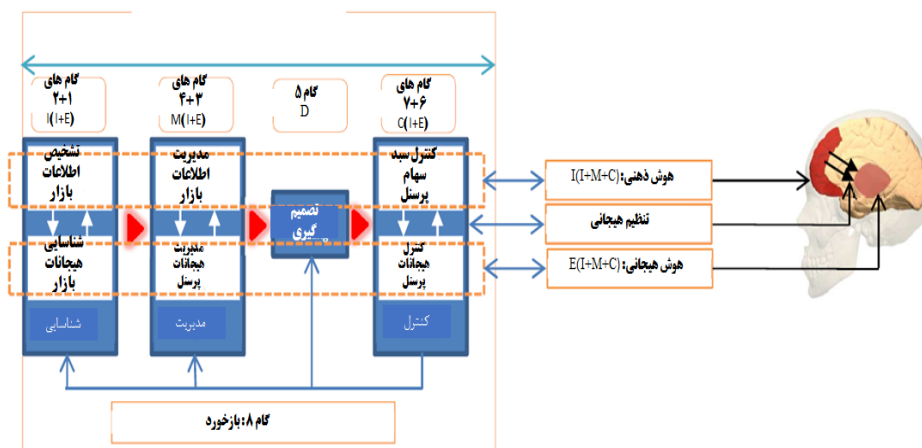 گام های
۲+۱
I(I+E)
گام های
۴+۳
M(I+E)
گام ۵
D
گام های
۷+۶
C(I+E)
تشخیص
اطلاعات
بازار
شناسایی
هیجانات
بازار
شناسایی
مدیریت
اطلاعات
بازار
مدیریت
هیجانات
پرسنل
مدیریت
تصمیم
گیری
کنترل سبد
سهام
پرسنل
کنترل
هیجانات
پرسنل
کنترل
هوش ذهنی: I(I+M+C)
تنظیم هیجانی
هوش هیجانی: E(I+M+C)
گام ۸: بازخورد